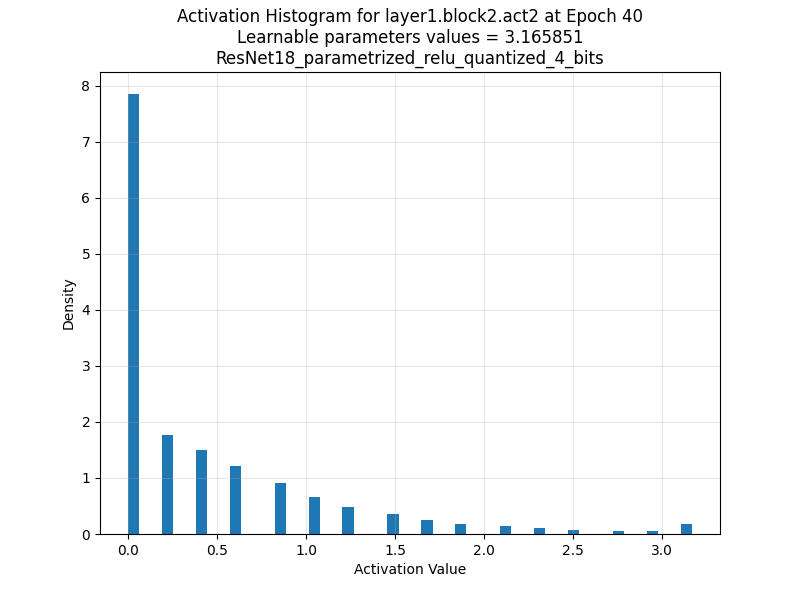 Activation Histogram for layer1.block2.act2 at Epoch 40
Learnable parameters values = 3.165851
ResNet18_parametrized_relu_quantized_4_bits
8
7
6
5
4
3
2
1
0
Density
0.0 0.5 1.0 1.5 2.0 2.5 3.0
Activation Value